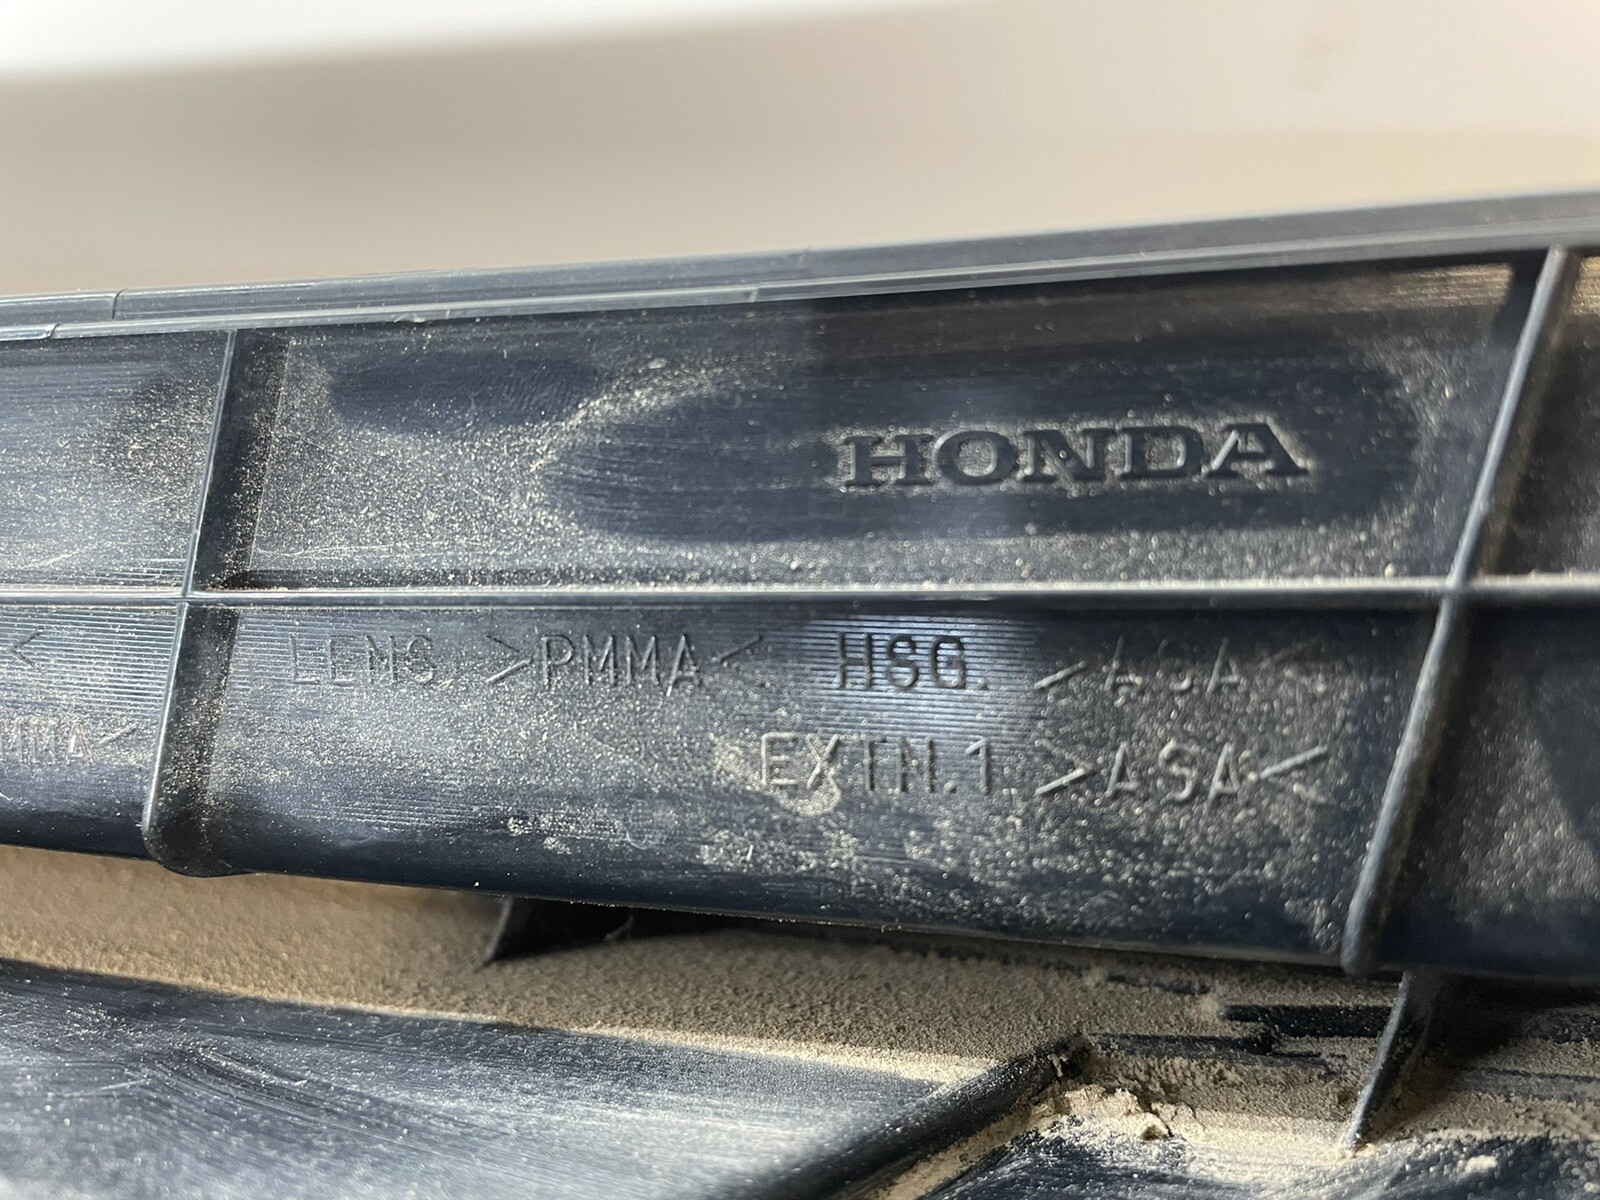 HONDA
LENS. >PMMA< HSG. >ASA<
EXTN.1 >ASA<